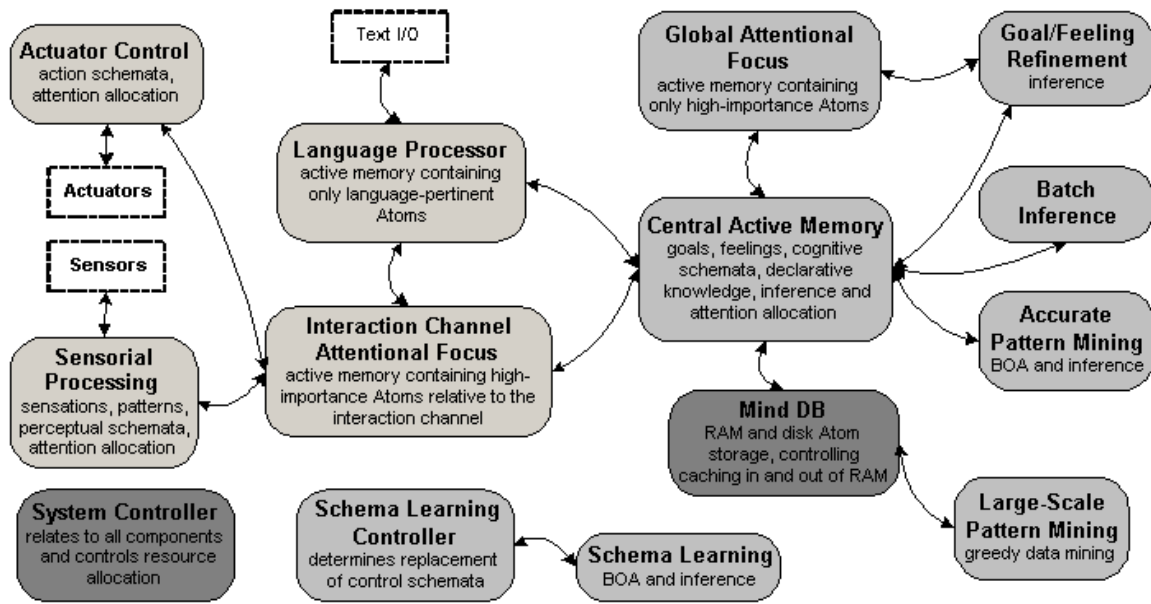 Actuator Control
action schemata,
attention allocation
Actuators
Sensors
Sensorial
Processing
sensations, patterns,
perceptual schemata,
attention allocation
System Controller
relates to all components
and controls resource
allocation
Text I/O
Language Processor
active memory containing
only language-pertinent
Atoms
Interaction Channel
Attentional Focus
active memory containing high-
importance Atoms relative to the
interaction channel
Schema Learning
Controller
determines replacement
of control schemata
Schema Learning
BOA and inference
Global Attentional
Focus
active memory containing
only high-importance Atoms
Central Active Memory
goals, feelings, cognitive
schemata, declarative
knowledge, inference and
attention allocation
Mind DB
RAM and disk Atom
storage, controlling
caching in and out of RAM
Goal/Feeling
Refinement
inference
Batch
Inference
Accurate
Pattern Mining
BOA and inference
Large-Scale
Pattern Mining
greedy data mining